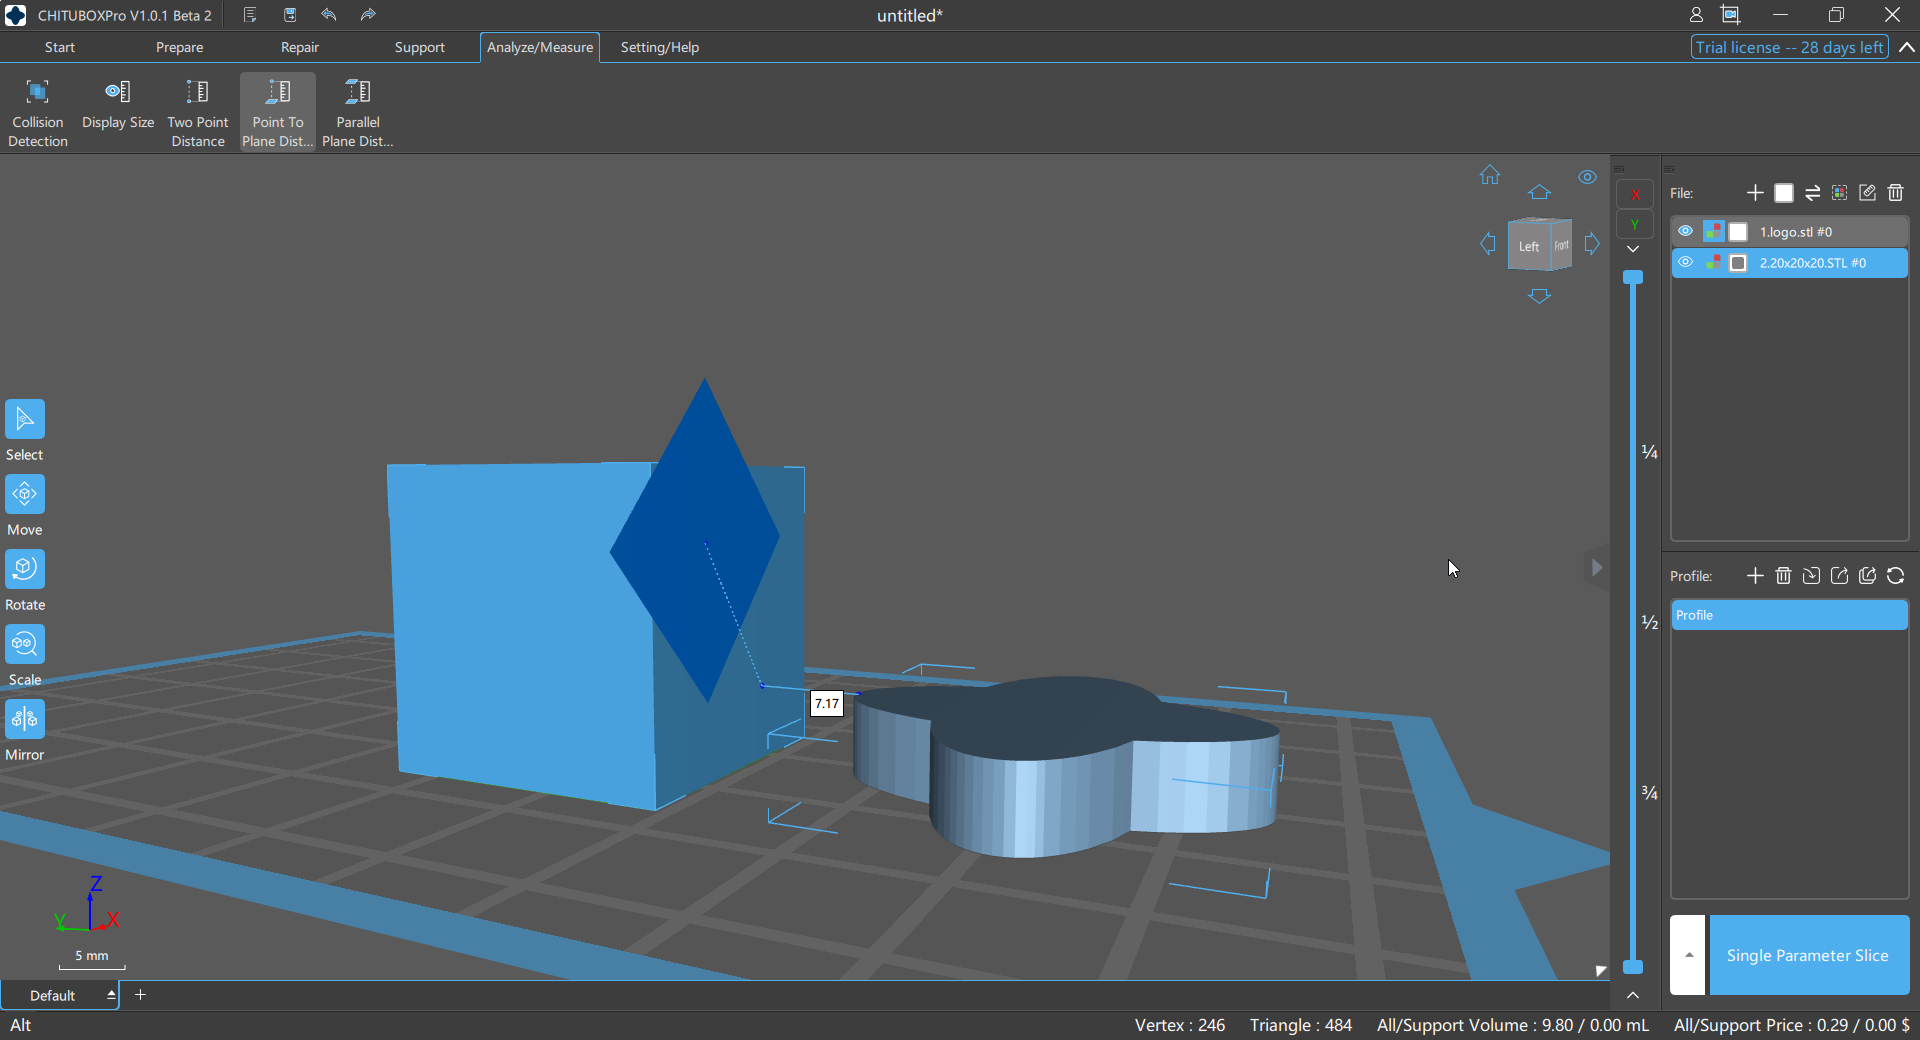 CHITUBOXPro V1.0.1 Beta 2
untitled*
Start
Prepare
Repair
Support
Analyze/Measure
Setting/Help
Trial license -- 28 days left
Collision
Detection
Display Size
Two Point
Distance
Point To
Plane Dist...
Parallel
Plane Dist...
Left
Front
X
Y
File:
1.logo.stl #0
2.20x20x20.STL #0
Select
Move
Rotate
Scale
Mirror
7.17
¼
½
¾
Profile:
Profile
Z
Y
X
5 mm
Single Parameter Slice
Default
Alt
Vertex : 246
Triangle : 484
All/Support Volume : 9.80 / 0.00 mL
All/Support Price : 0.29 / 0.00 $